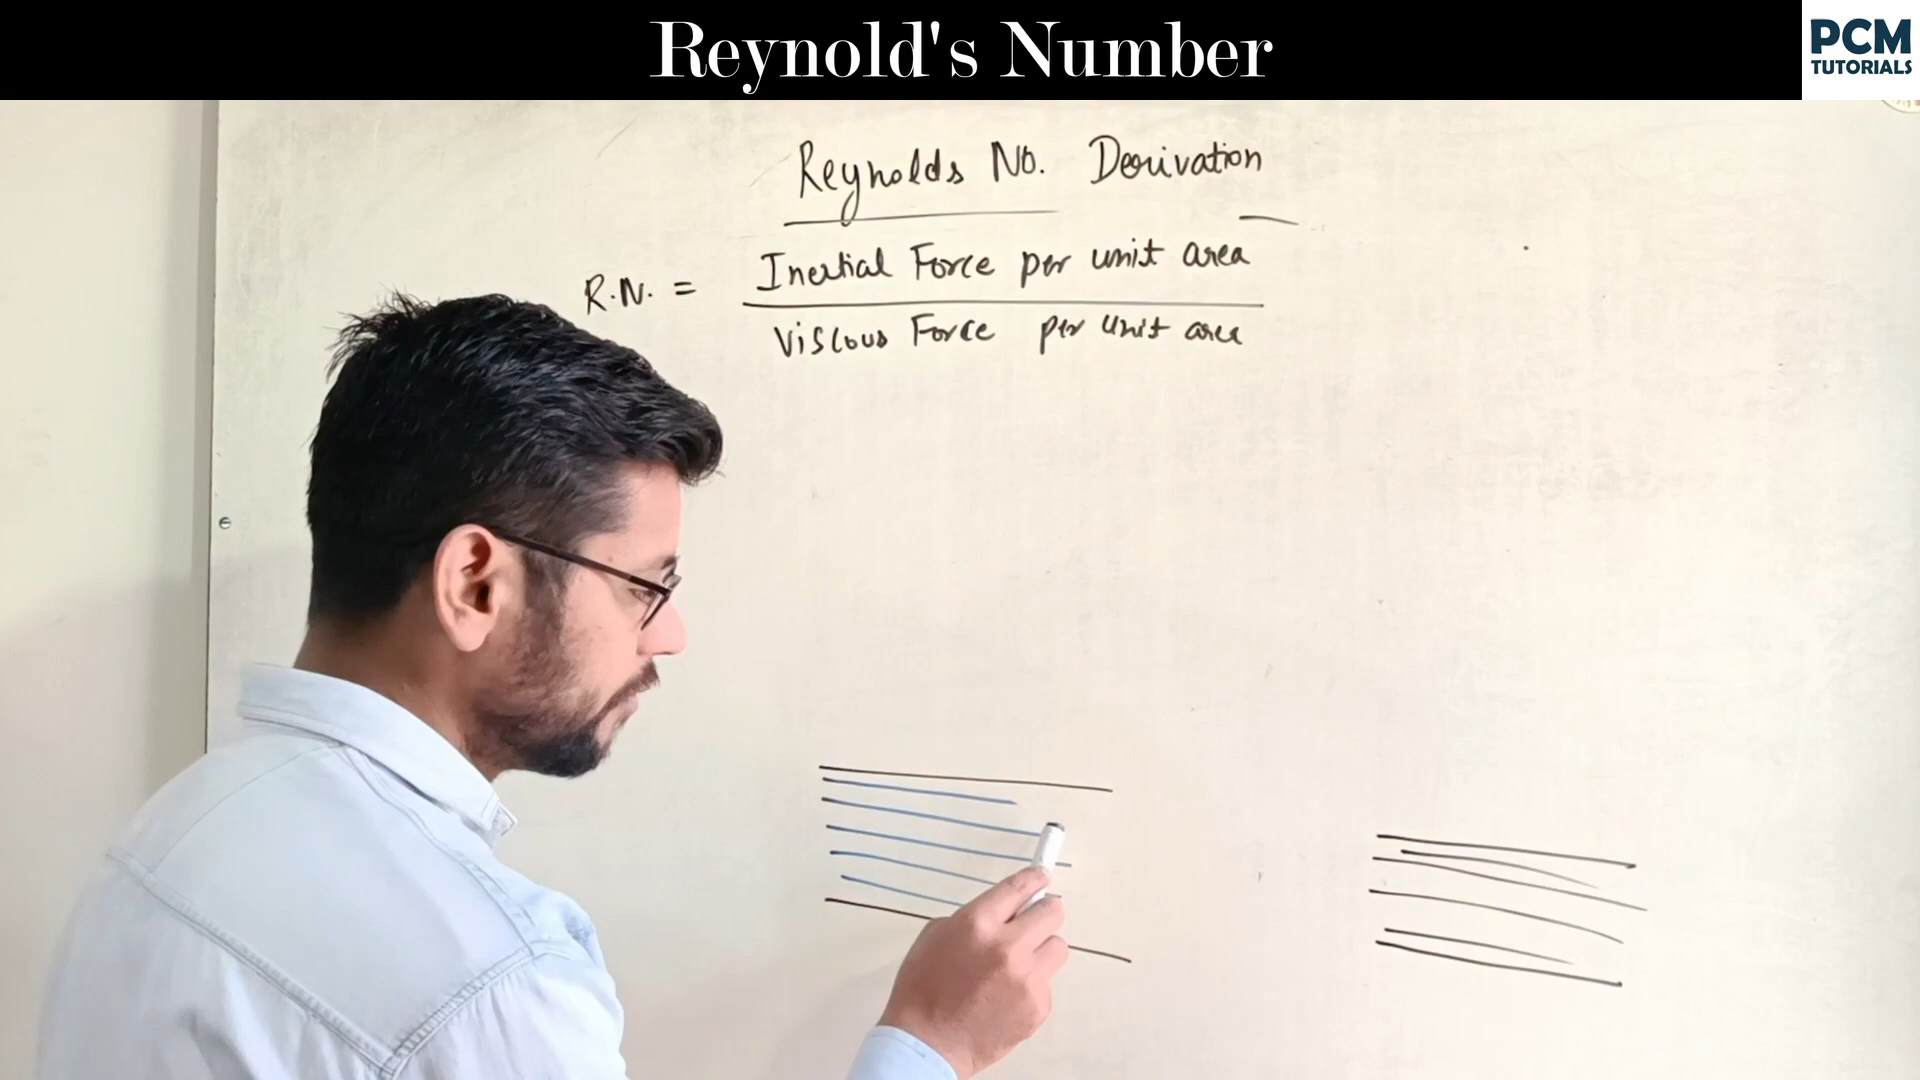 Reynold's Number
PCM
TUTORIALS
Reynolds No. Derivation
R.N. = Inertial Force per unit area
Viscous Force per unit area